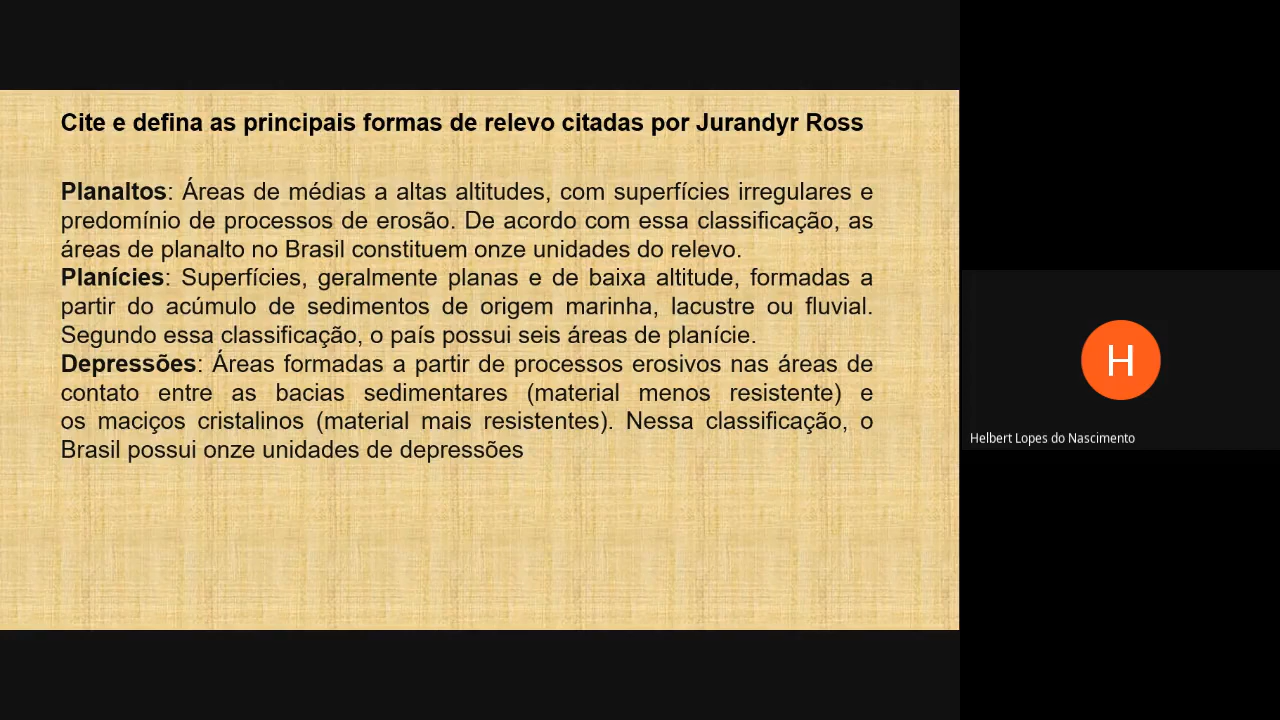 Cite e defina as principais formas de relevo citadas por Jurandyr Ross
Planaltos: Áreas de médias a altas altitudes, com superfícies irregulares e
predomínio de processos de erosão. De acordo com essa classificação, as
áreas de planalto no Brasil constituem onze unidades do relevo.
Planícies: Superfícies, geralmente planas e de baixa altitude, formadas a
partir do acúmulo de sedimentos de origem marinha, lacustre ou fluvial.
Segundo essa classificação, o país possui seis áreas de planície.
Depressões: Áreas formadas a partir de processos erosivos nas áreas de
contato entre as bacias sedimentares (material menos resistente) e
os maciços cristalinos (material mais resistentes). Nessa classificação, o
Brasil possui onze unidades de depressões
H
Helbert Lopes do Nascimento